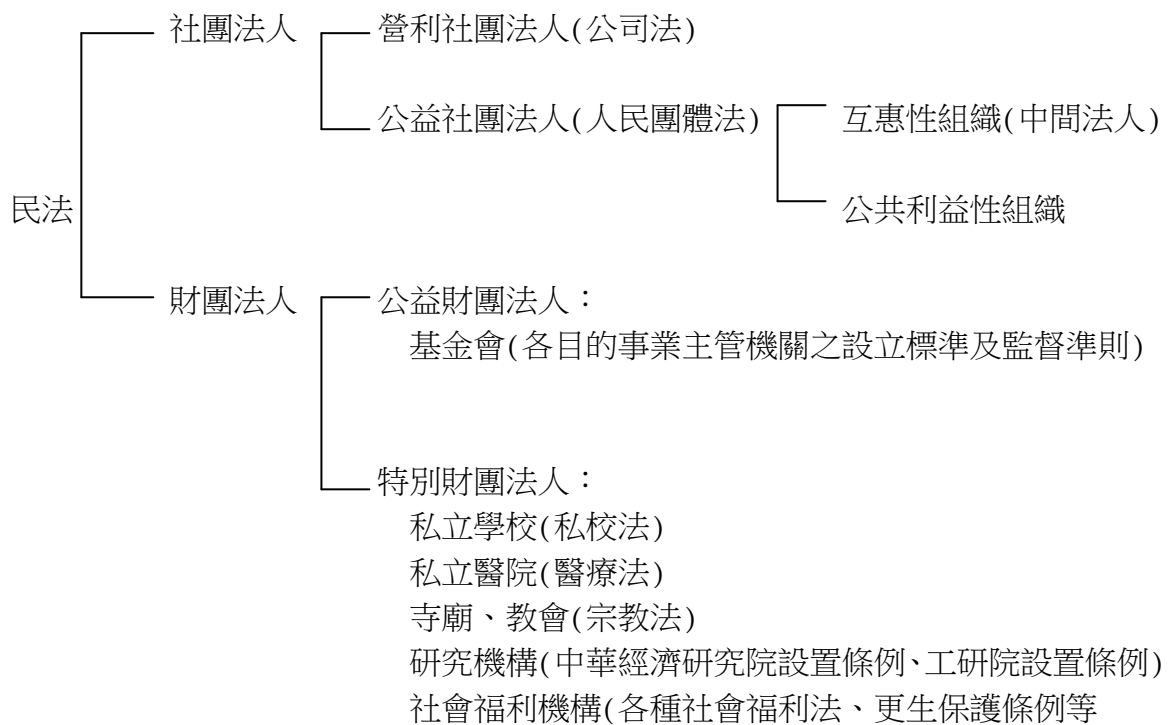 社團法人 營利社團法人(公司法)
公益社團法人(人民團體法) 互惠性組織(中間法人)
民法 公共利益性組織
財團法人 公益財團法人：
基金會(各目的事業主管機關之設立標準及監督準則)
特別財團法人：
私立學校(私校法)
私立醫院(醫療法)
寺廟、教會(宗教法)
研究機構(中華經濟研究院設置條例、工研院設置條例)
社會福利機構(各種社會福利法、更生保護條例等